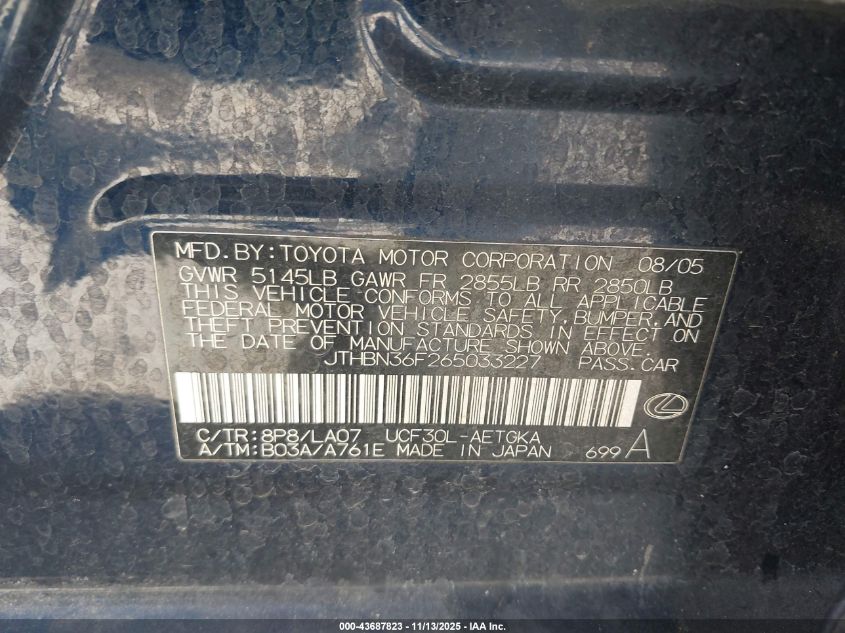 MFD.BY:TOYOTA MOTOR CORPORATION 08/05
GVWR 5145LB GAWR FR 2855LB RR 2850LB
THIS VEHICLE CONFORMS TO ALL APPLICABLE
FEDERAL MOTOR VEHICLE SAFETY,BUMPER,AND
THEFT PREVENTION STANDARDS IN EFFECT ON
THE DATE OF MANUFACTURE SHOWN ABOVE.
JTHBN36F265033227 PASS.CAR
C/TR:8P8/LA07 UCF30L-AETGKA
A/TM:B03A/A761E MADE IN JAPAN 699 A
000-43687823 - 11/13/2025 - IAA Inc.